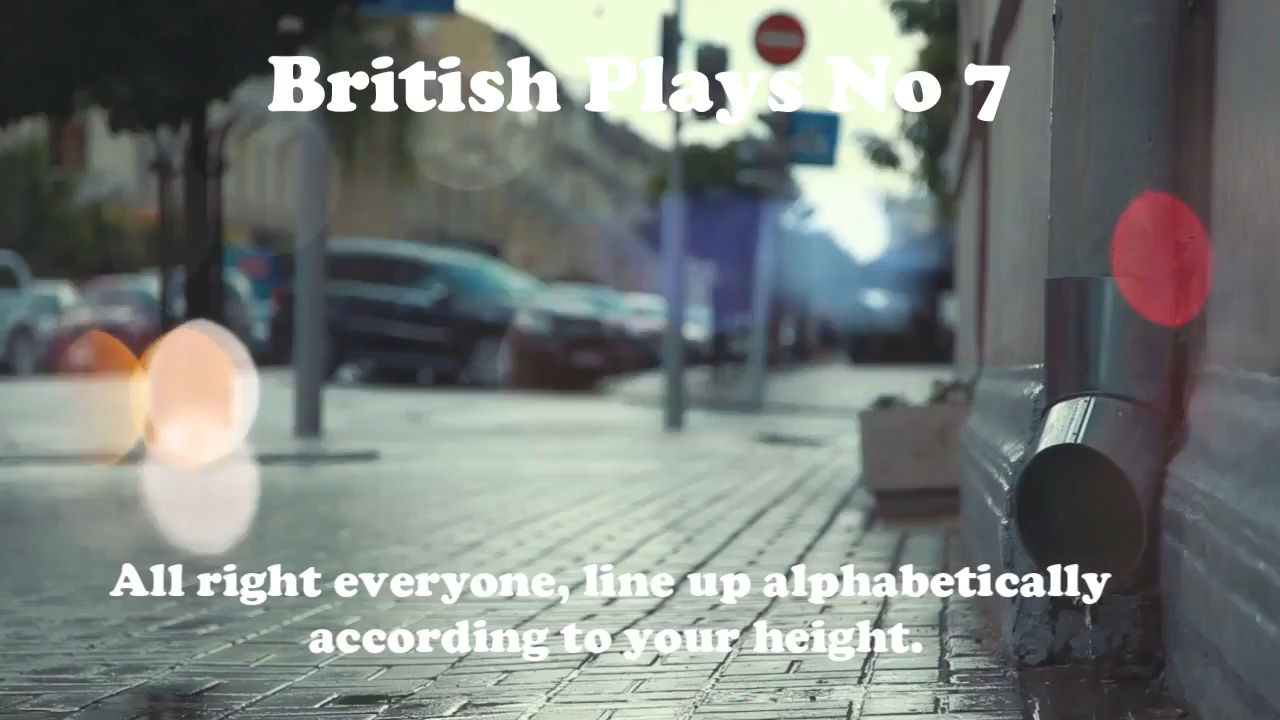 British Plays No 7
All right everyone, line up alphabetically
according to your height.